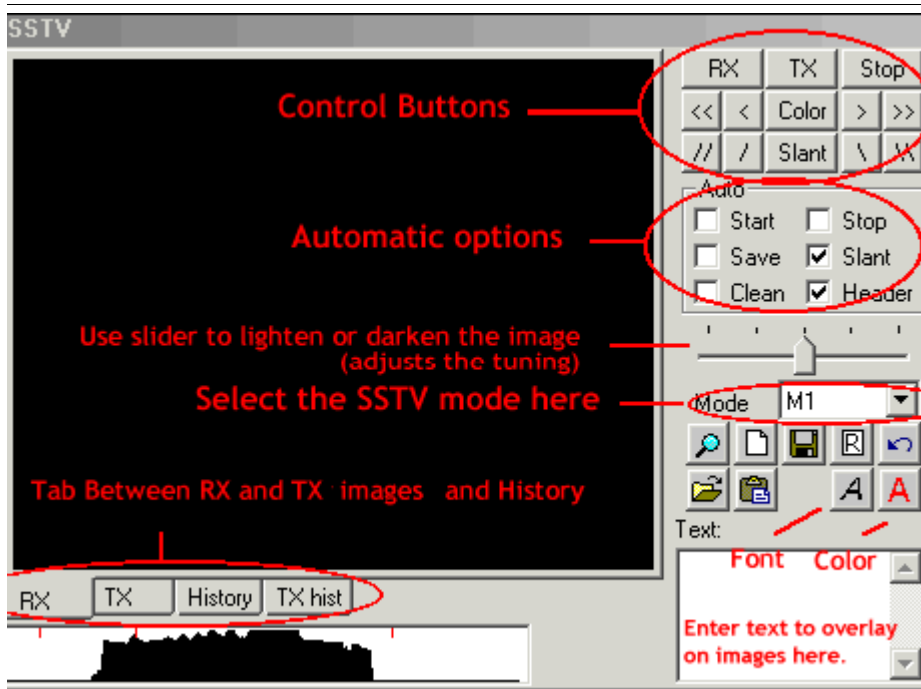 SSTV
RX TX Stop
Control Buttons
<< < Color > >>
// / Slant \ \\
Auto
Start Stop
Automatic options
Save Slant
Clean Header
Use slider to lighten or darken the image
(adjusts the tuning)
Select the SSTV mode here
Mode M1
R
Tab Between RX and TX images and History
A A
Text:
Font Color
RX TX History TX hist
Enter text to overlay
on images here.